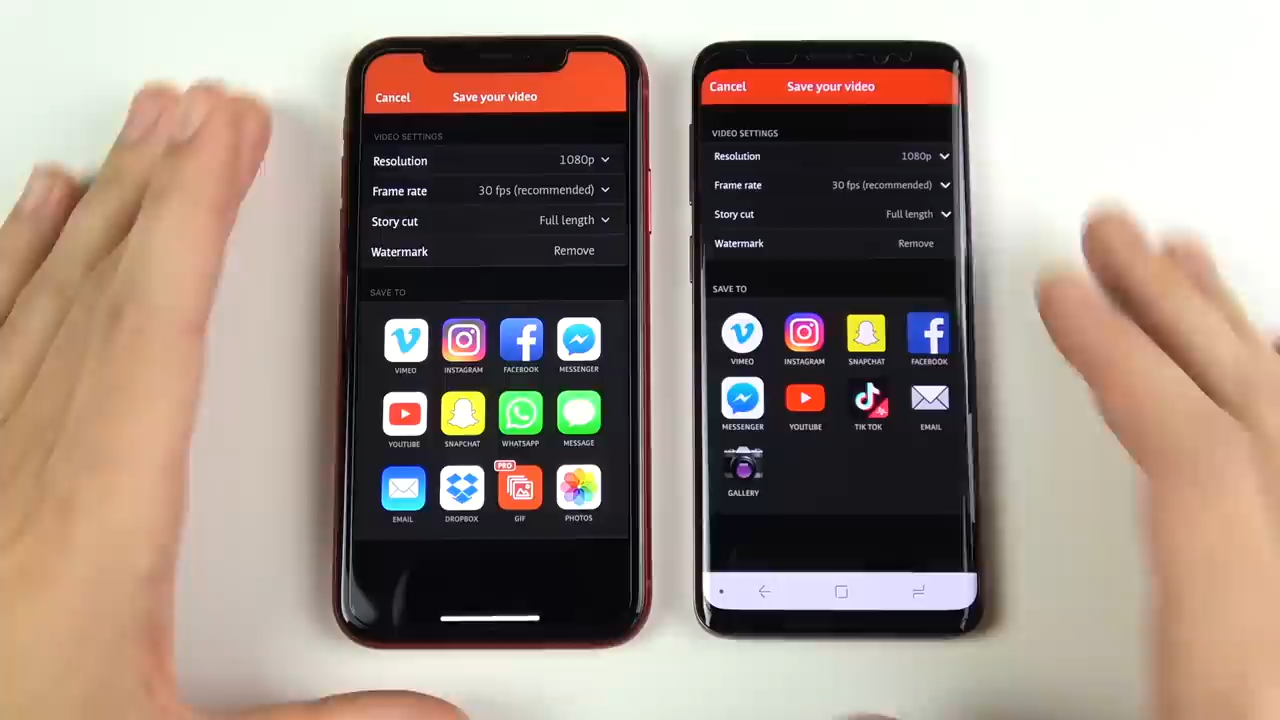 Cancel Save your video
VIDEO SETTINGS
Resolution 1080p
Frame rate 30 fps (recommended)
Story cut Full length
Watermark Remove
SAVE TO
VIMEO INSTAGRAM FACEBOOK MESSENGER
YOUTUBE SNAPCHAT WHATSAPP MESSAGE
PRO
EMAIL DROPBOX GIF PHOTOS
Cancel Save your video
VIDEO SETTINGS
Resolution 1080p
Frame rate 30 fps (recommended)
Story cut Full length
Watermark Remove
SAVE TO
VIMEO INSTAGRAM SNAPCHAT FACEBOOK
MESSENGER YOUTUBE TIK TOK EMAIL
GALLERY